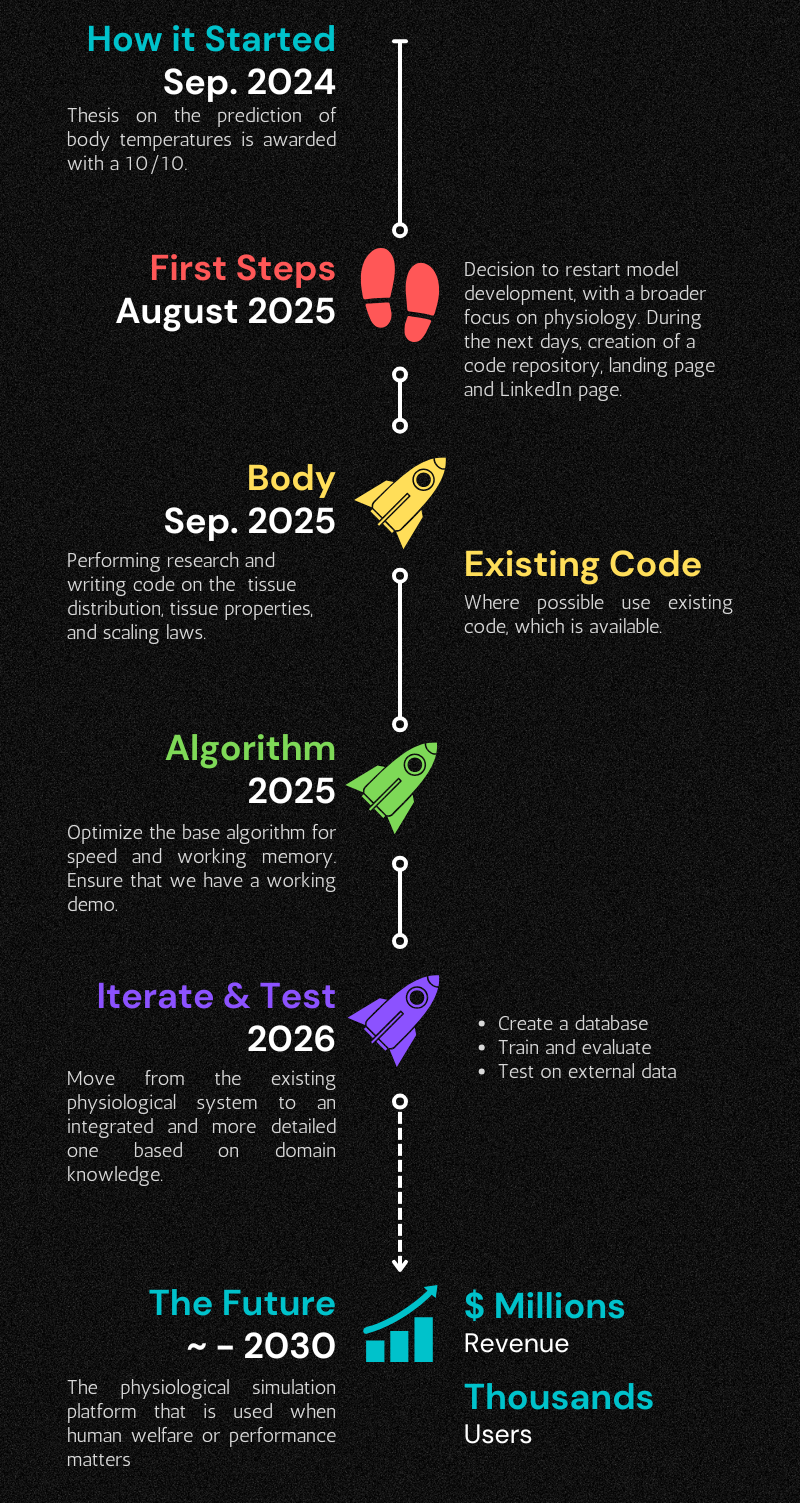 How it Started
Sep. 2024
Thesis on the prediction of
body temperatures is awarded
with a 10/10.
First Steps
August 2025
Decision to restart model
development, with a broader
focus on physiology. During
the next days, creation of a
code repository, landing page
and LinkedIn page.
Body
Sep. 2025
Performing research and
writing code on the tissue
distribution, tissue properties,
and scaling laws.
Existing Code
Where possible use existing
code, which is available.
Algorithm
2025
Optimize the base algorithm for
speed and working memory.
Ensure that we have a working
demo.
Iterate & Test
2026
Move from the existing
physiological system to an
integrated and more detailed
one based on domain
knowledge.
• Create a database
• Train and evaluate
• Test on external data
The Future
~ - 2030
The physiological simulation
platform that is used when
human welfare or performance
matters
$ Millions
Revenue
Thousands
Users